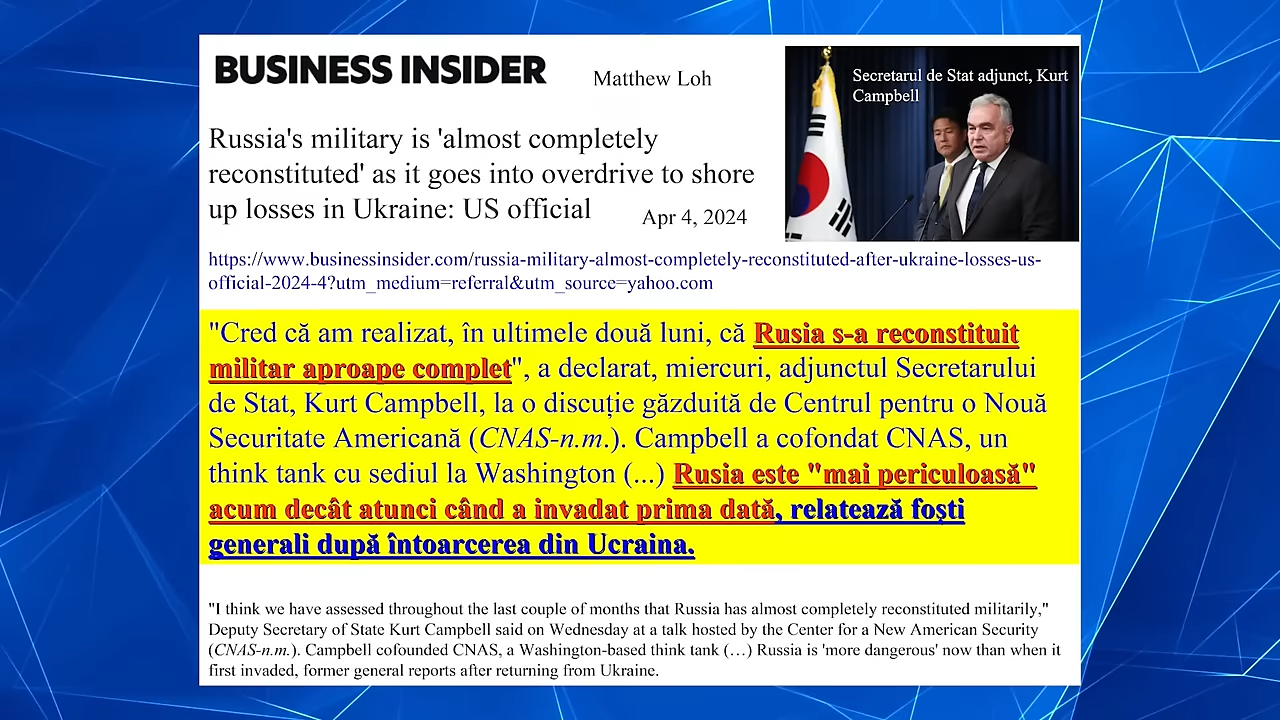 BUSINESS INSIDER
Matthew Loh
Secretarul de Stat adjunct, Kurt
Campbell
Russia's military is 'almost completely
reconstituted' as it goes into overdrive to shore
up losses in Ukraine: US official
Apr 4, 2024
https://www.businessinsider.com/russia-military-almost-completely-reconstituted-after-ukraine-losses-us-
official-2024-4?utm_medium=referral&utm_source=yahoo.com
"Cred că am realizat, în ultimele două luni, că Rusia s-a reconstituit
militar aproape complet", a declarat, miercuri, adjunctul Secretarului
de Stat, Kurt Campbell, la o discuție găzduită de Centrul pentru o Nouă
Securitate Americană (CNAS-n.m.). Campbell a cofondat CNAS, un
think tank cu sediul la Washington (...) Rusia este "mai periculoasă"
acum decât atunci când a invadat prima dată, relatează foști
generali după întoarcerea din Ucraina.
"I think we have assessed throughout the last couple of months that Russia has almost completely reconstituted militarily,"
Deputy Secretary of State Kurt Campbell said on Wednesday at a talk hosted by the Center for a New American Security
(CNAS-n.m.). Campbell cofounded CNAS, a Washington-based think tank (…) Russia is 'more dangerous' now than when it
first invaded, former general reports after returning from Ukraine.